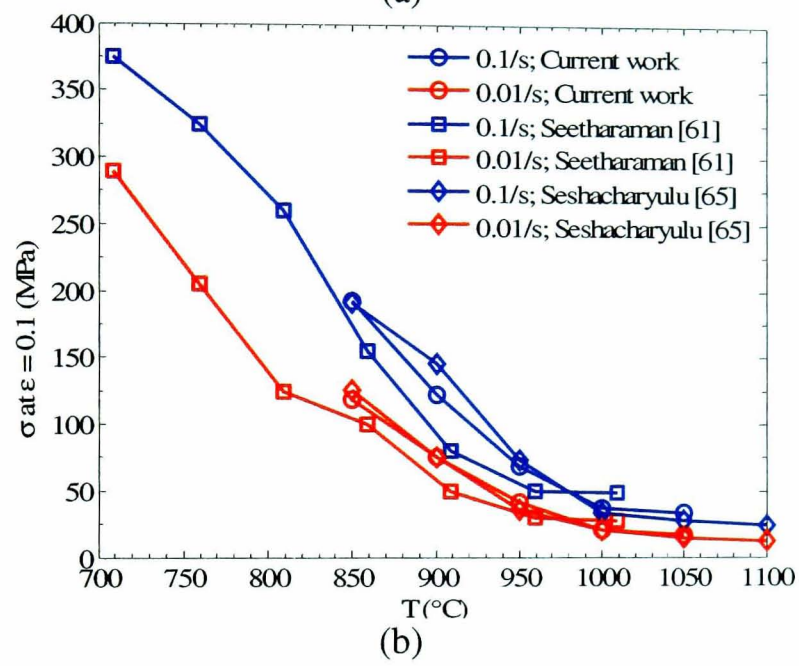 (a)
400
350
300
250
200
150
100
50
0
σ at ε = 0.1 (MPa)
0.1/s; Current work
0.01/s; Current work
0.1/s; Seetharaman [61]
0.01/s; Seetharaman [61]
0.1/s; Seshacharyulu [65]
0.01/s; Seshacharyulu [65]
700 750 800 850 900 950 1000 1050 1100
T (°C)
(b)